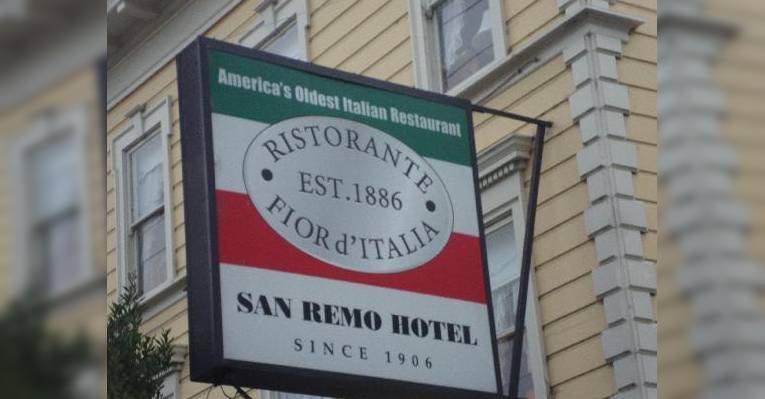 America's Oldest Italian Restaurant
RISTORANTE
EST.1886
FIOR d'ITALIA
SAN REMO HOTEL
SINCE 1906